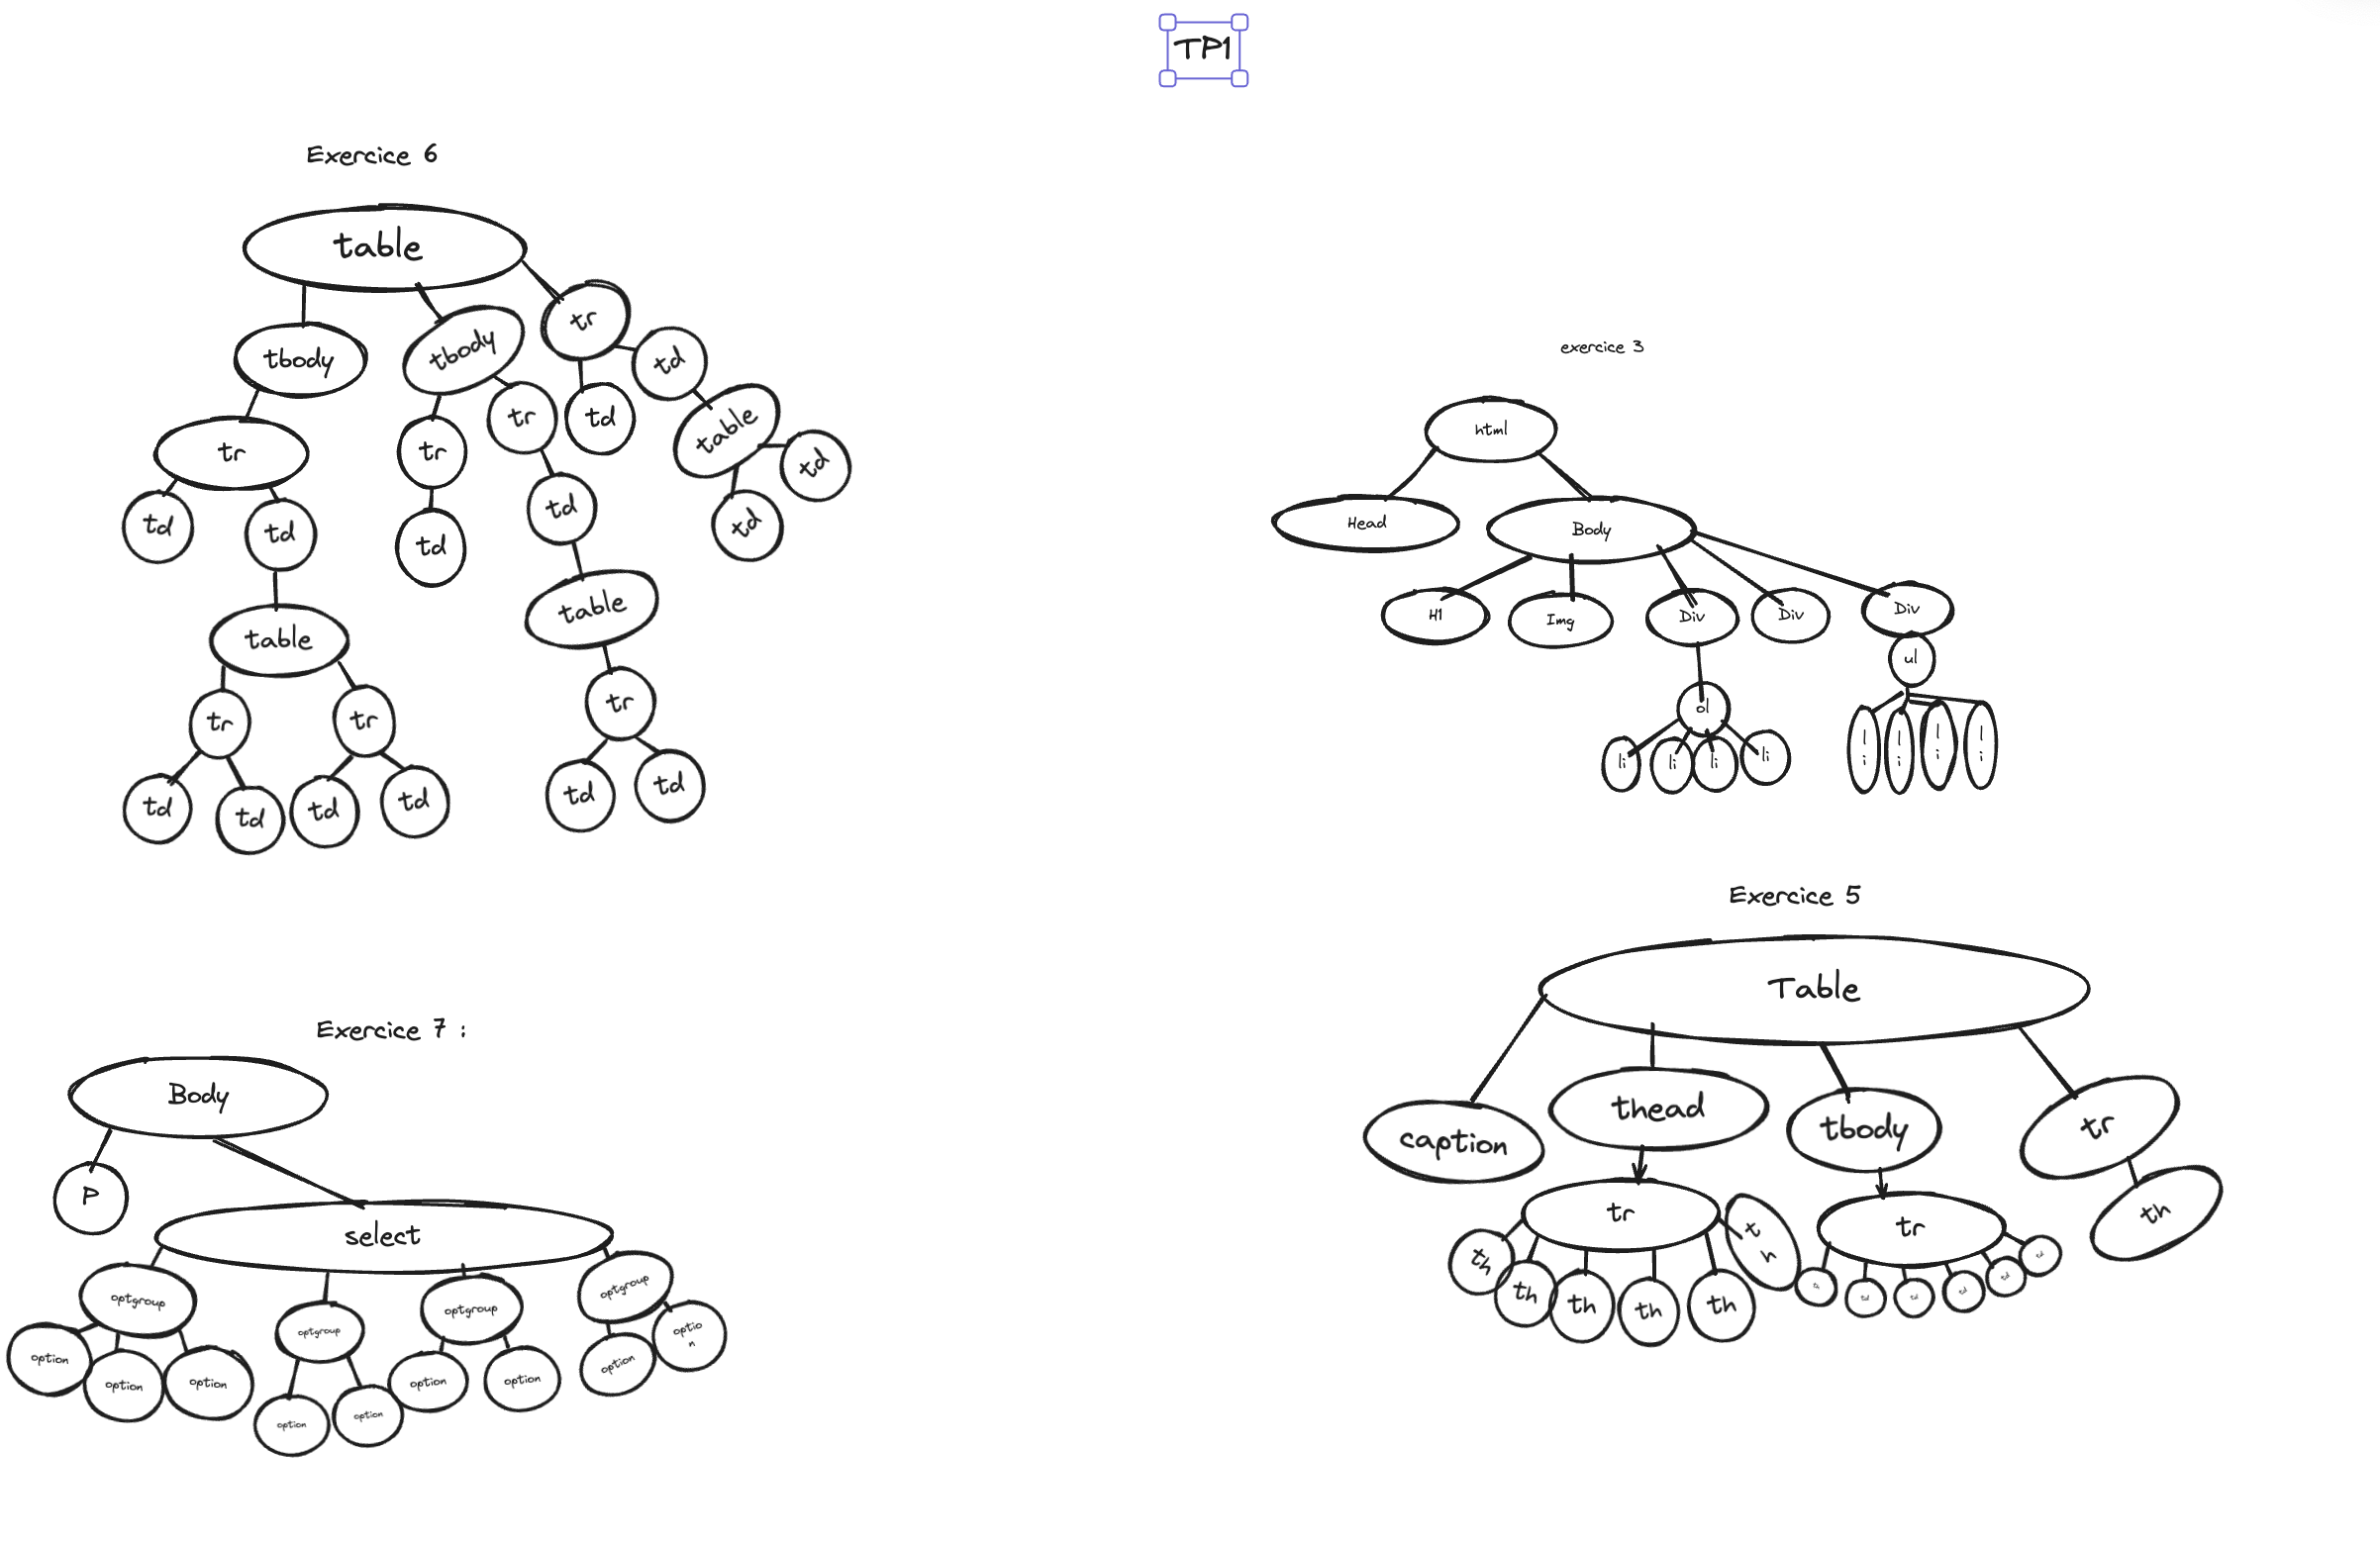 TP1
Exercice 6
table
tbody
tbody
tr
td
tr
tr
tr
td
table
td
td
td
td
td
td
td
table
table
tr
tr
tr
td
td
td
td
td
td
exercice 3
html
Head
Body
H1
Img
Div
Div
Div
ul
ol
li
li
li
li
li
li
li
li
Exercice 7 :
Body
P
select
optgroup
optgroup
optgroup
optgroup
option
option
option
option
option
option
option
option
option
Exercice 5
Table
caption
thead
tbody
tr
th
tr
tr
th
th
th
th
th
th
td
td
td
td
td